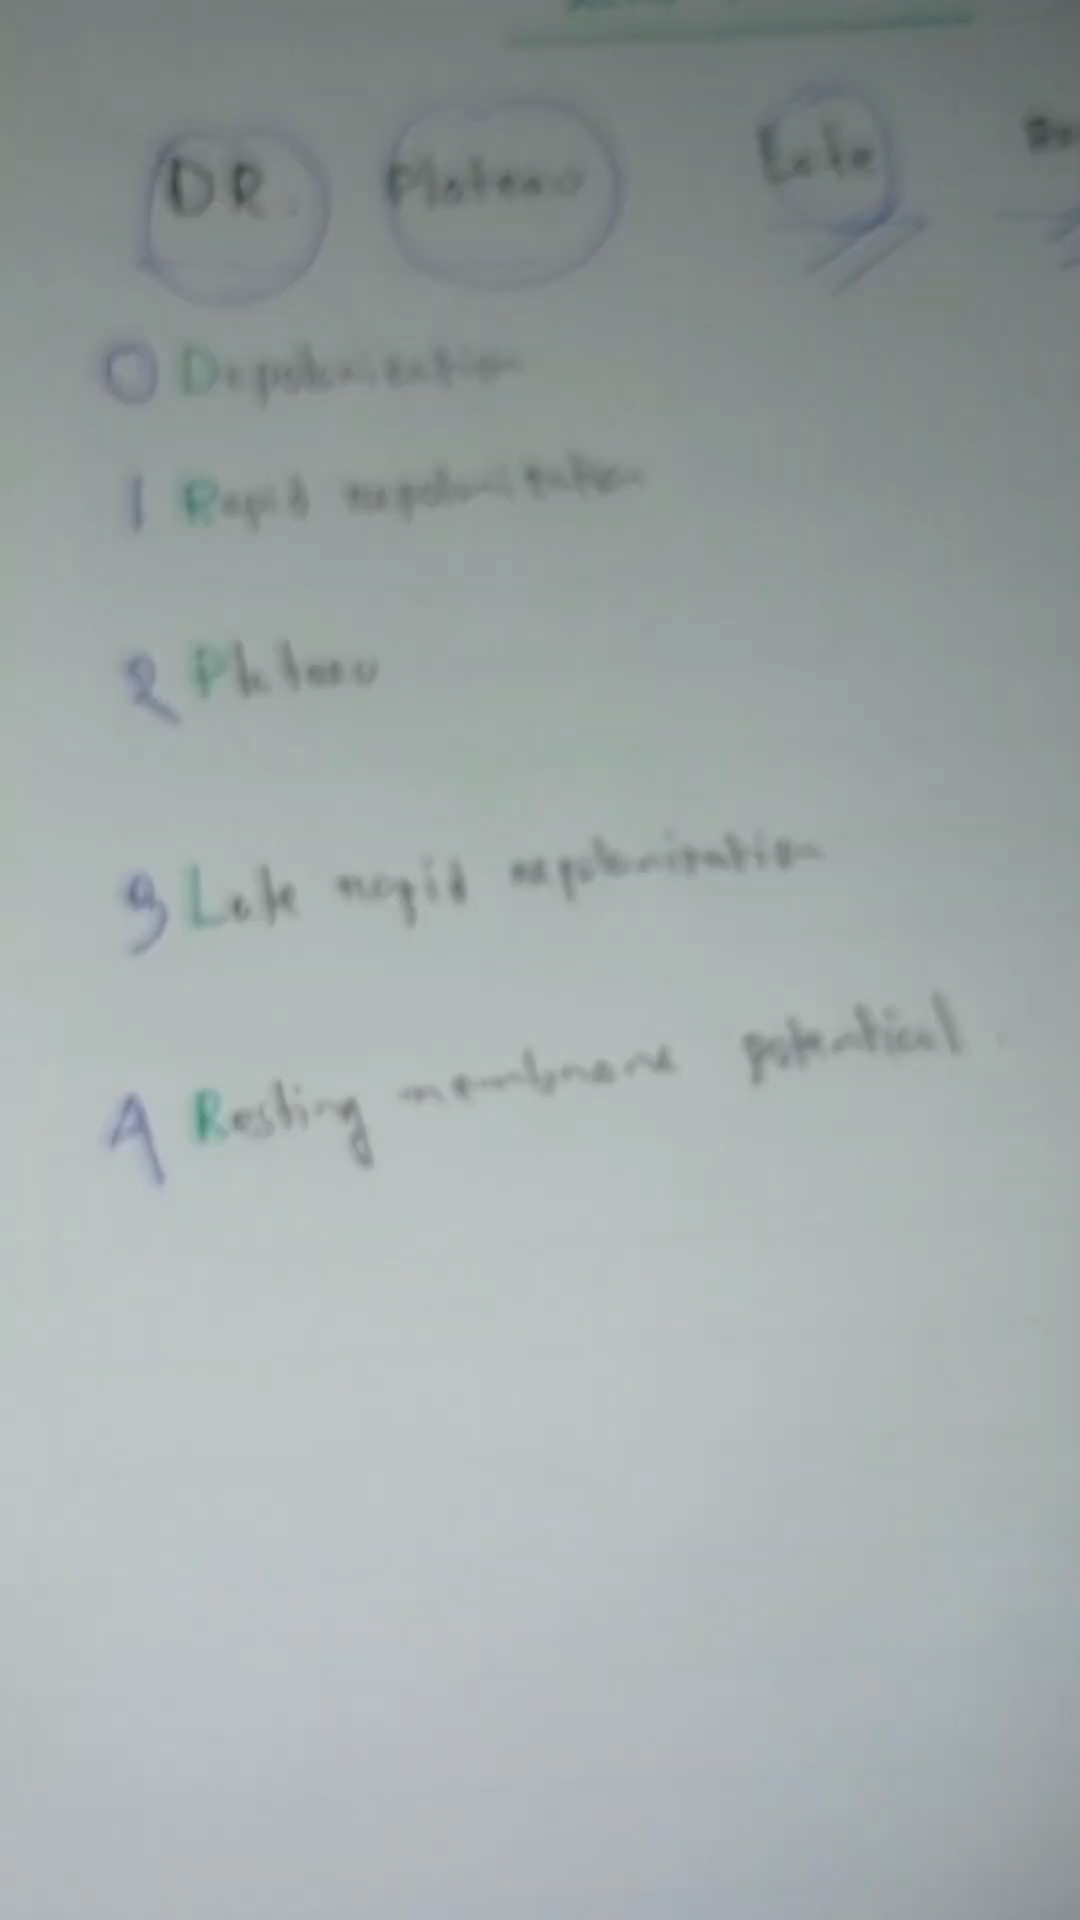 DR. Plateau Late
0 Depolarization
1 Rapid repolarization
2 Plateau
3 Late rapid repolarization
4 Resting membrane potential.